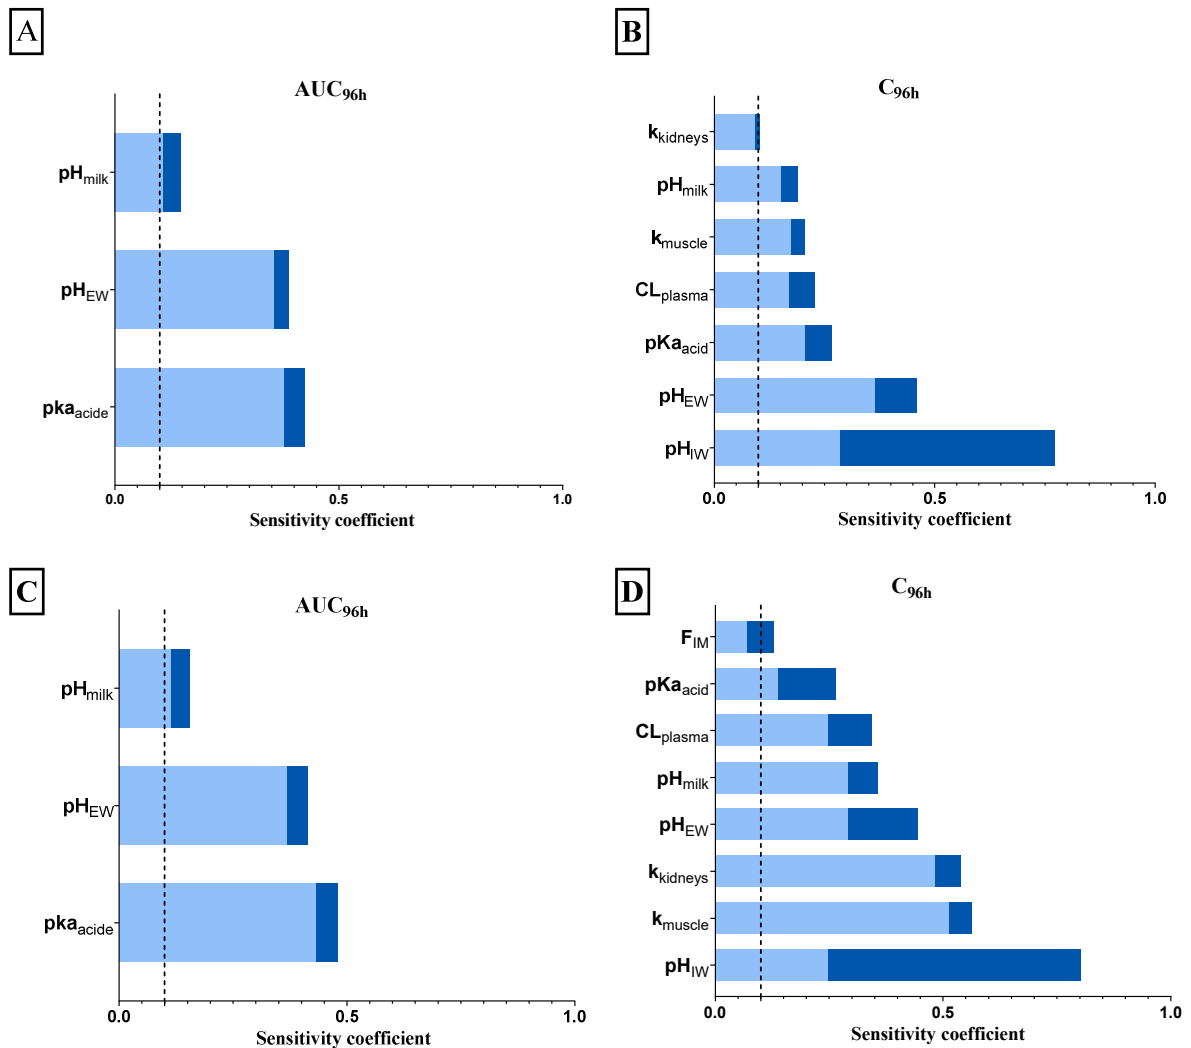 A
AUC96h
pHmilk
pHEW
pkaacide
0.0 0.5 1.0
Sensitivity coefficient
B
C96h
kkidneys
pHmilk
kmuscle
CLplasma
pKaacid
pHEW
pHIW
0.0 0.5 1.0
Sensitivity coefficient
C
AUC96h
pHmilk
pHEW
pkaacide
0.0 0.5 1.0
Sensitivity coefficient
D
C96h
FIM
pKaacid
CLplasma
pHmilk
pHEW
kkidneys
kmuscle
pHIW
0.0 0.5 1.0
Sensitivity coefficient